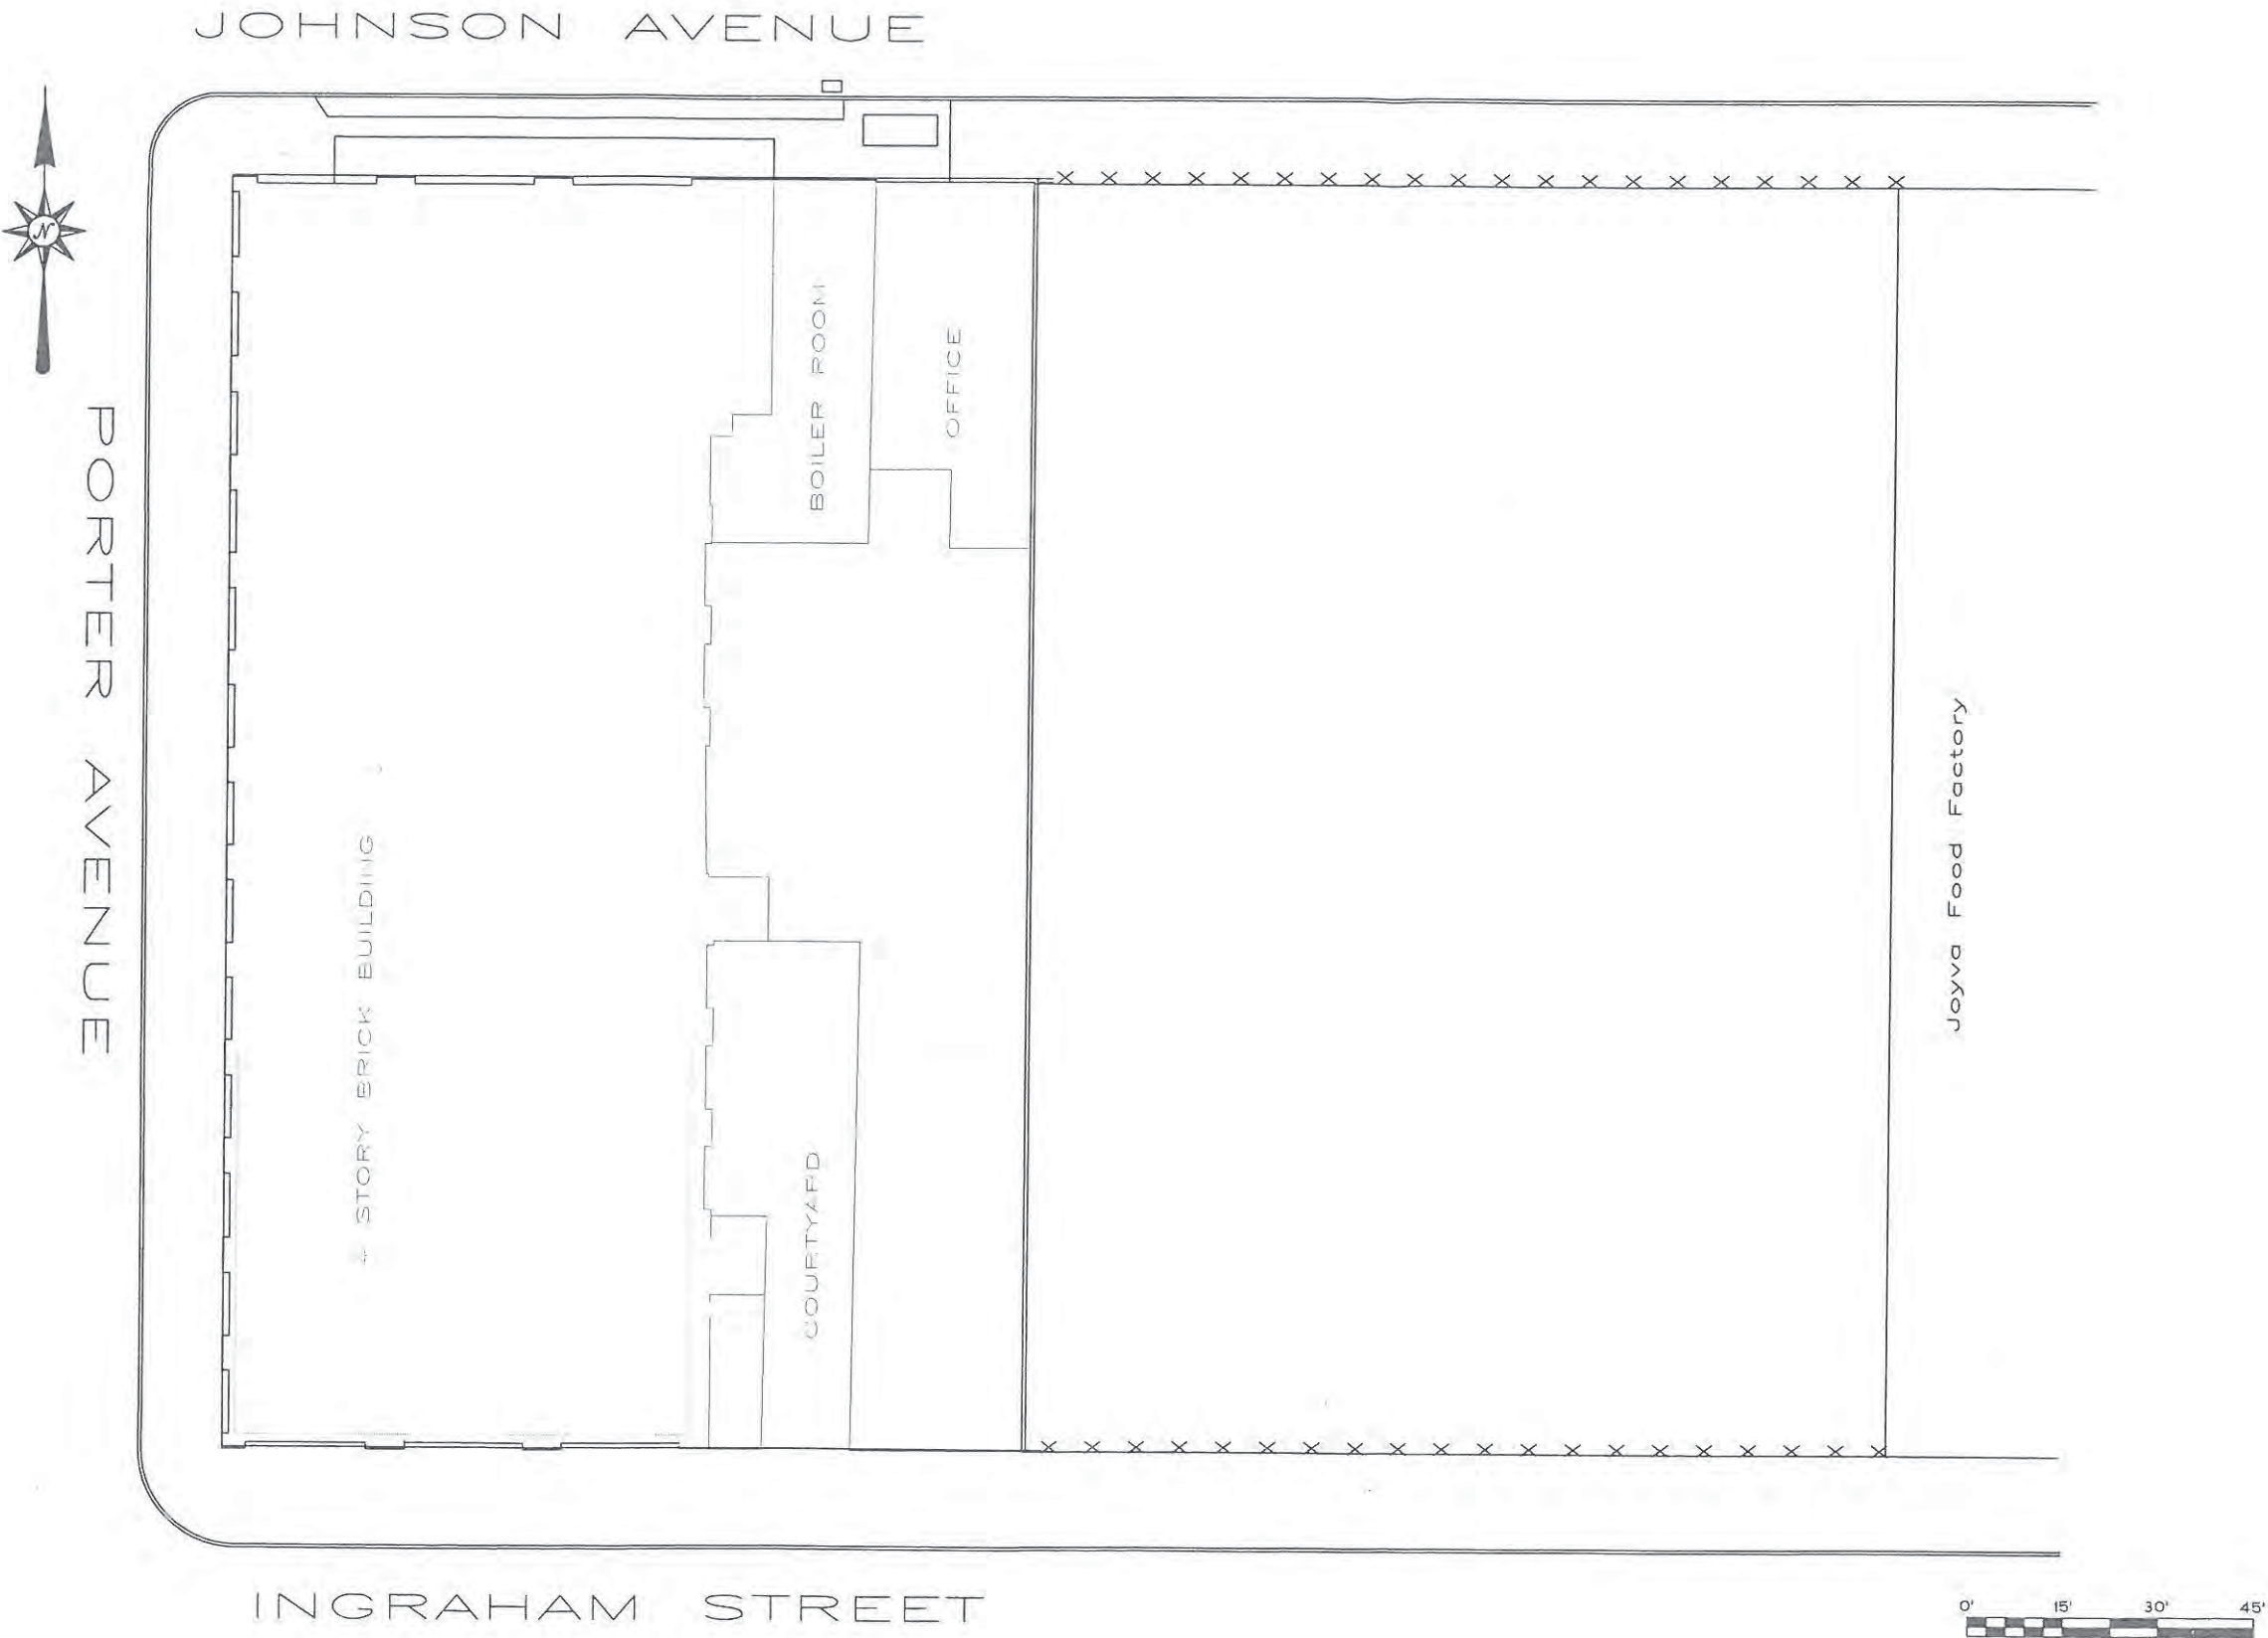 JOHNSON AVENUE
N
PORTER AVENUE
BOILER ROOM
OFFICE
4 STORY BRICK BUILDING
COURTYARD
Joyva Food Factory
INGRAHAM STREET
0' 15' 30' 45'